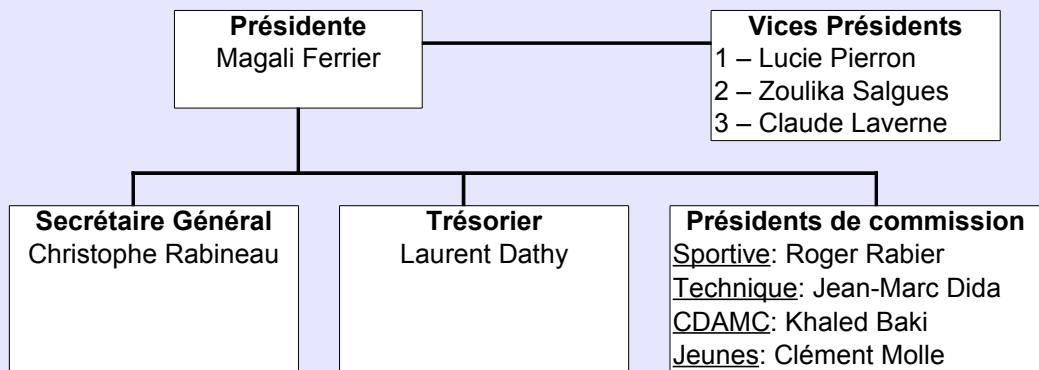 Présidente
Magali Ferrier
Vices Présidents
1 – Lucie Pierron
2 – Zoulika Salgues
3 – Claude Laverne
Secrétaire Général
Christophe Rabineau
Trésorier
Laurent Dathy
Présidents de commission
Sportive: Roger Rabier
Technique: Jean-Marc Dida
CDAMC: Khaled Baki
Jeunes: Clément Molle